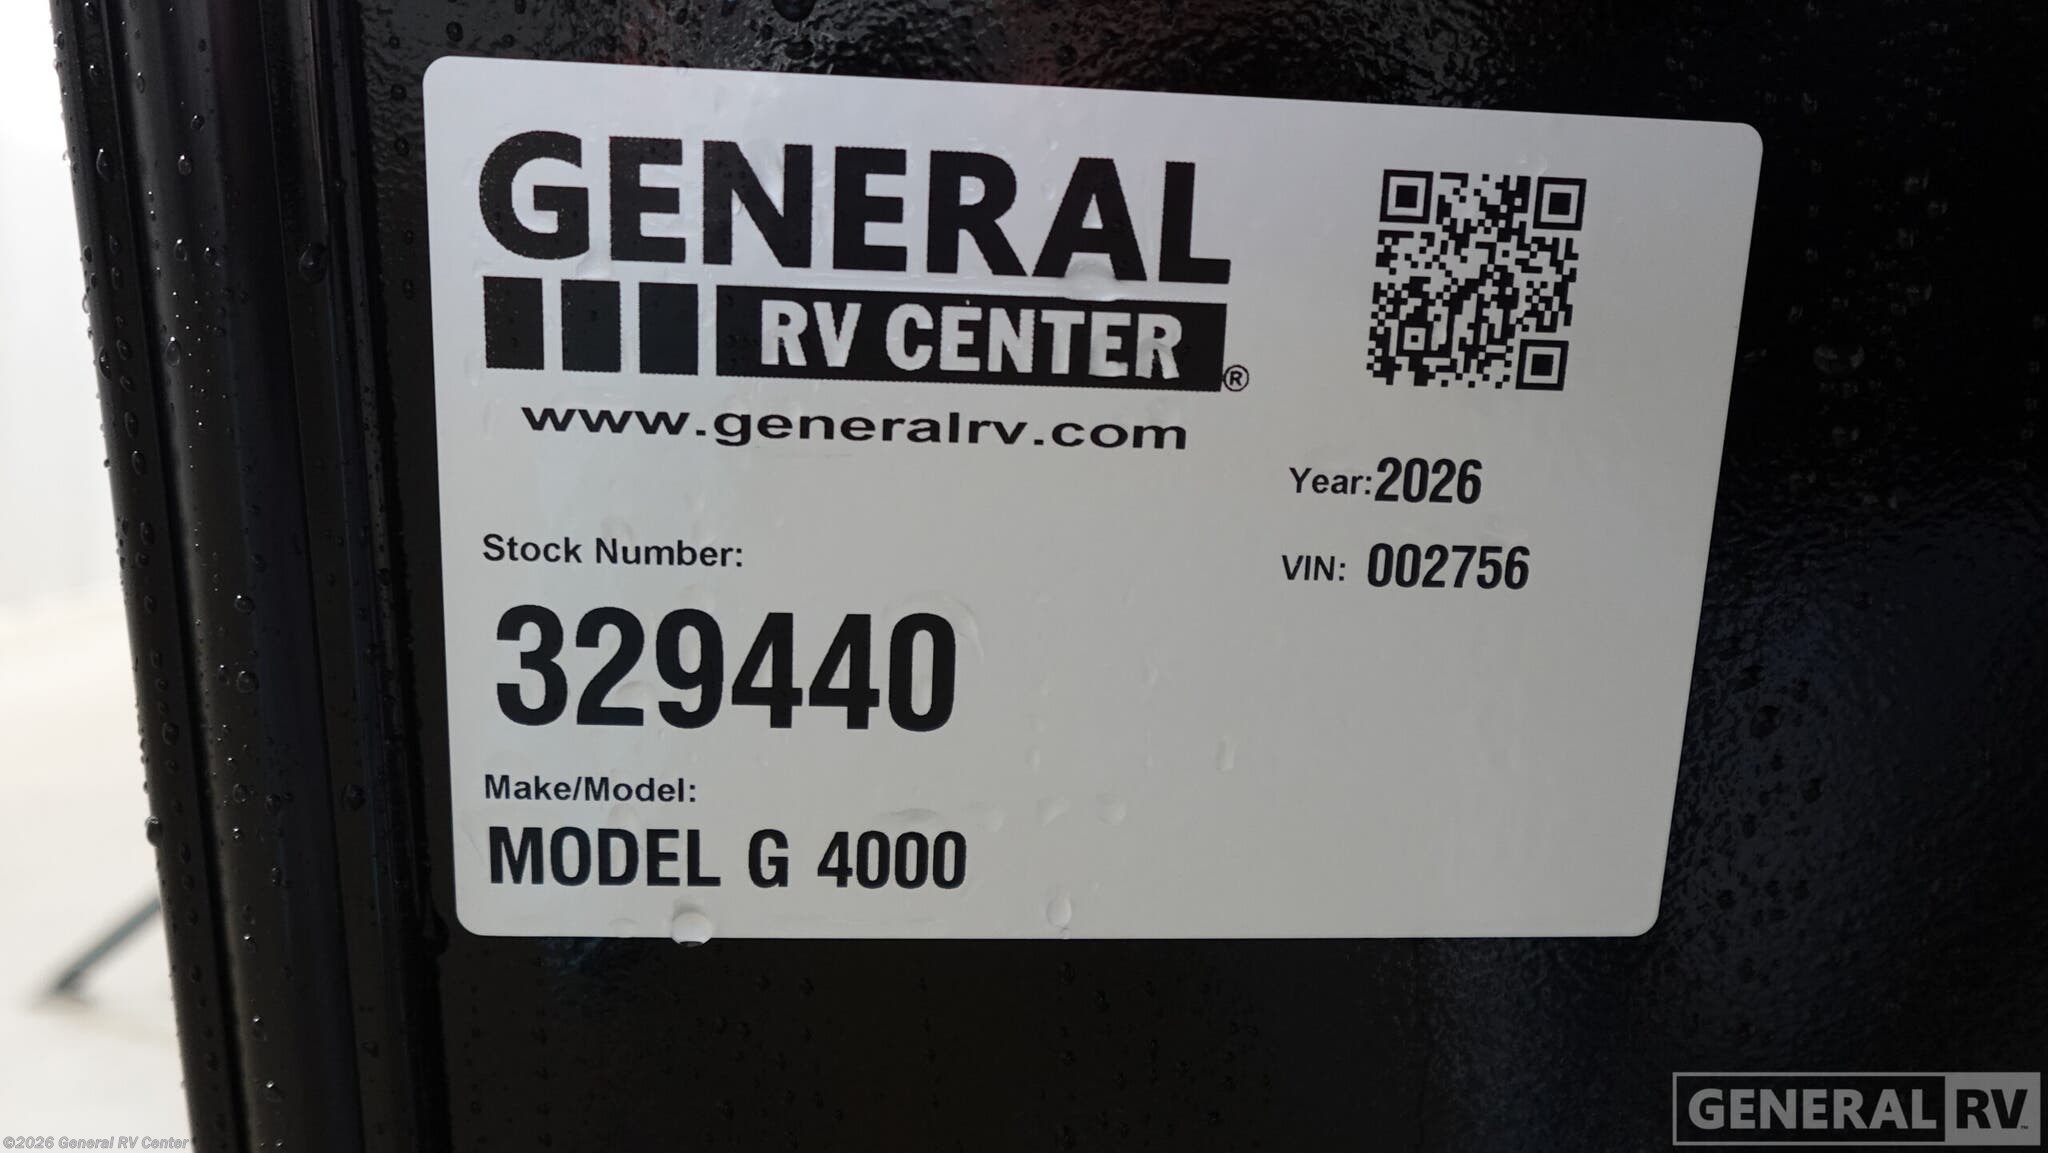 GENERAL
RV CENTER®
www.generalrv.com
Year: 2026
VIN: 002756
Stock Number:
329440
Make/Model:
MODEL G 4000
GENERAL RV™
©2026 General RV Center